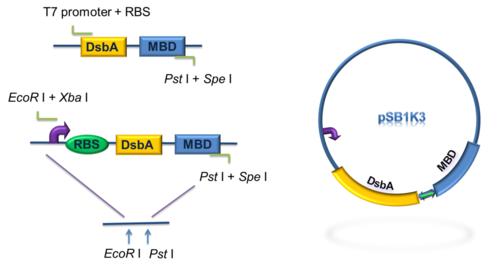 T7 promoter + RBS
DsbA
MBD
Pst I + Spe I
EcoR I + Xba I
RBS
DsbA
MBD
Pst I + Spe I
EcoR I
Pst I
pSB1K3
MBD
DsbA